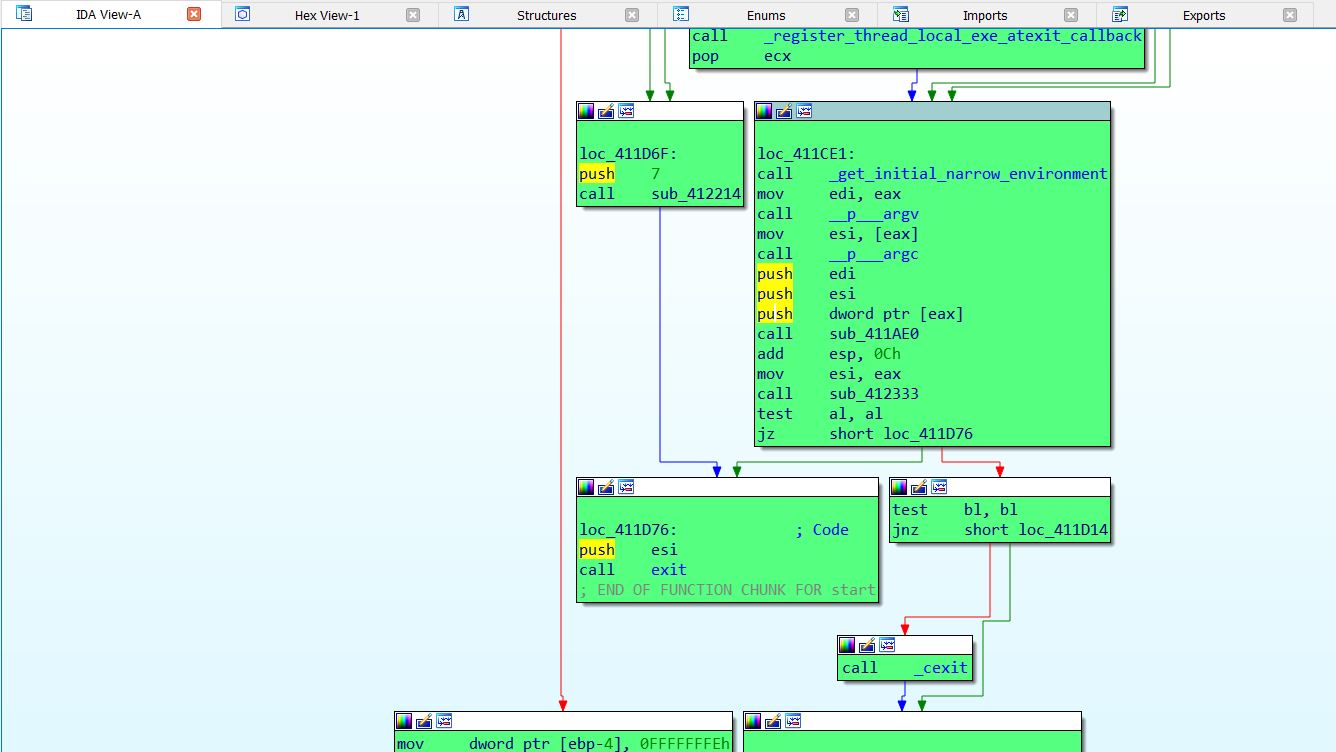 IDA View-A
Hex View-1
Structures
Enums
Imports
Exports
call _register_thread_local_exe_atexit_callback
pop ecx
loc_411D6F:
push 7
call sub_412214
loc_411CE1:
call _get_initial_narrow_environment
mov edi, eax
call __p___argv
mov esi, [eax]
call __p___argc
push edi
push esi
push dword ptr [eax]
call sub_411AE0
add esp, 0Ch
mov esi, eax
call sub_412333
test al, al
jz short loc_411D76
loc_411D76: ; Code
push esi
call exit
; END OF FUNCTION CHUNK FOR start
test bl, bl
jnz short loc_411D14
call _cexit
mov dword ptr [ebp-4], 0FFFFFFFEh